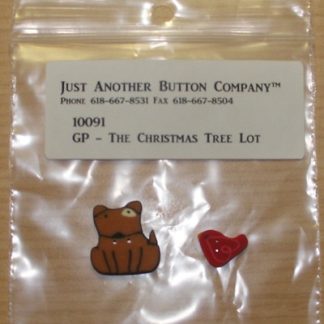 Just Another Button Company™
Phone 618-667-8531 Fax 618-667-8504
10091
GP - The Christmas Tree Lot